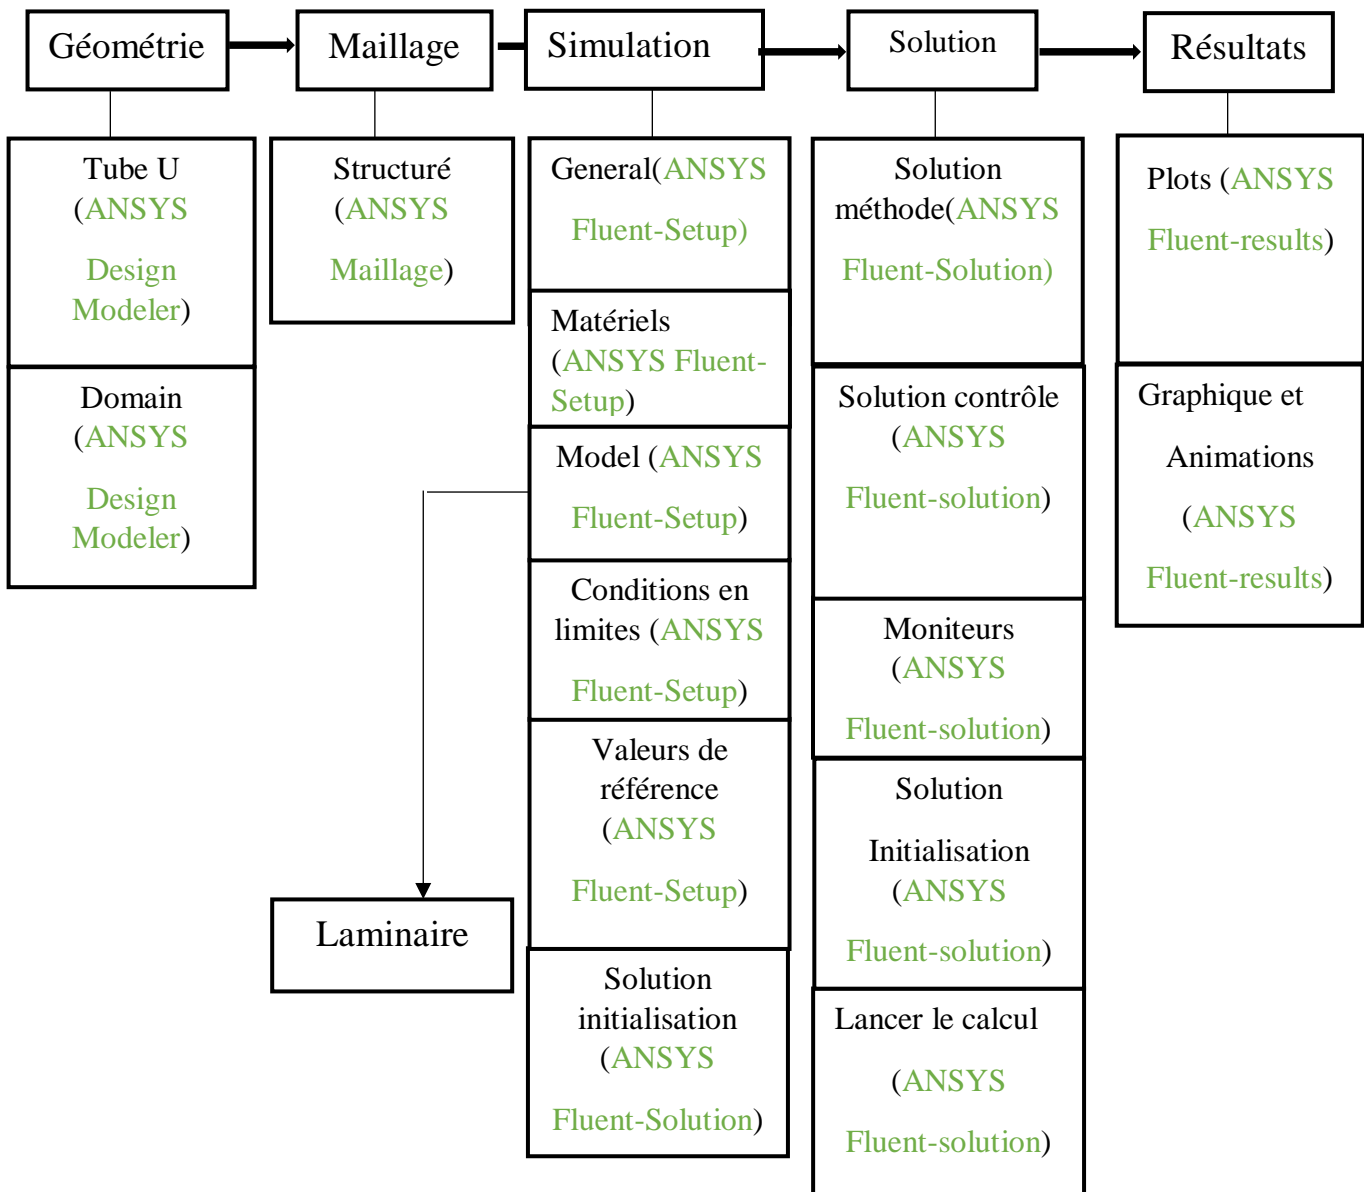 Géométrie
Maillage
Simulation
Solution
Résultats
Tube U
(ANSYS
Design
Modeler)
Domain
(ANSYS
Design
Modeler)
Structuré
(ANSYS
Maillage)
General(ANSYS
Fluent-Setup)
Matériels
(ANSYS Fluent-
Setup)
Model (ANSYS
Fluent-Setup)
Conditions en
limites (ANSYS
Fluent-Setup)
Valeurs de
référence
(ANSYS
Fluent-Setup)
Solution
initialisation
(ANSYS
Fluent-Solution)
Laminaire
Solution
méthode(ANSYS
Fluent-Solution)
Solution contrôle
(ANSYS
Fluent-solution)
Moniteurs
(ANSYS
Fluent-solution)
Solution
Initialisation
(ANSYS
Fluent-solution)
Lancer le calcul
(ANSYS
Fluent-solution)
Plots (ANSYS
Fluent-results)
Graphique et
Animations
(ANSYS
Fluent-results)